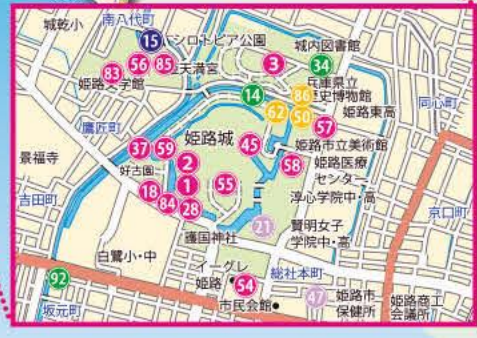 城乾小
南八代町
15
シロトピア公園
城内図書館
56
85
天満宮
3
34
83
姫路文学館
14
86
兵庫県立
歴史博物館
同心町
62
50
姫路東高
鷹匠町
57
姫路城
37
59
45
姫路市立美術館
景福寺
2
58
姫路医療
センター
好古園
1
55
淳心学院中・高
吉田町
18
84
28
21
賢明女子
学院中・高
京口町
護国神社
白鷺小・中
イーグレ
姫路
総社本町
92
54
47
姫路市
保健所
姫路商工
会議所
坂元町
市民会館